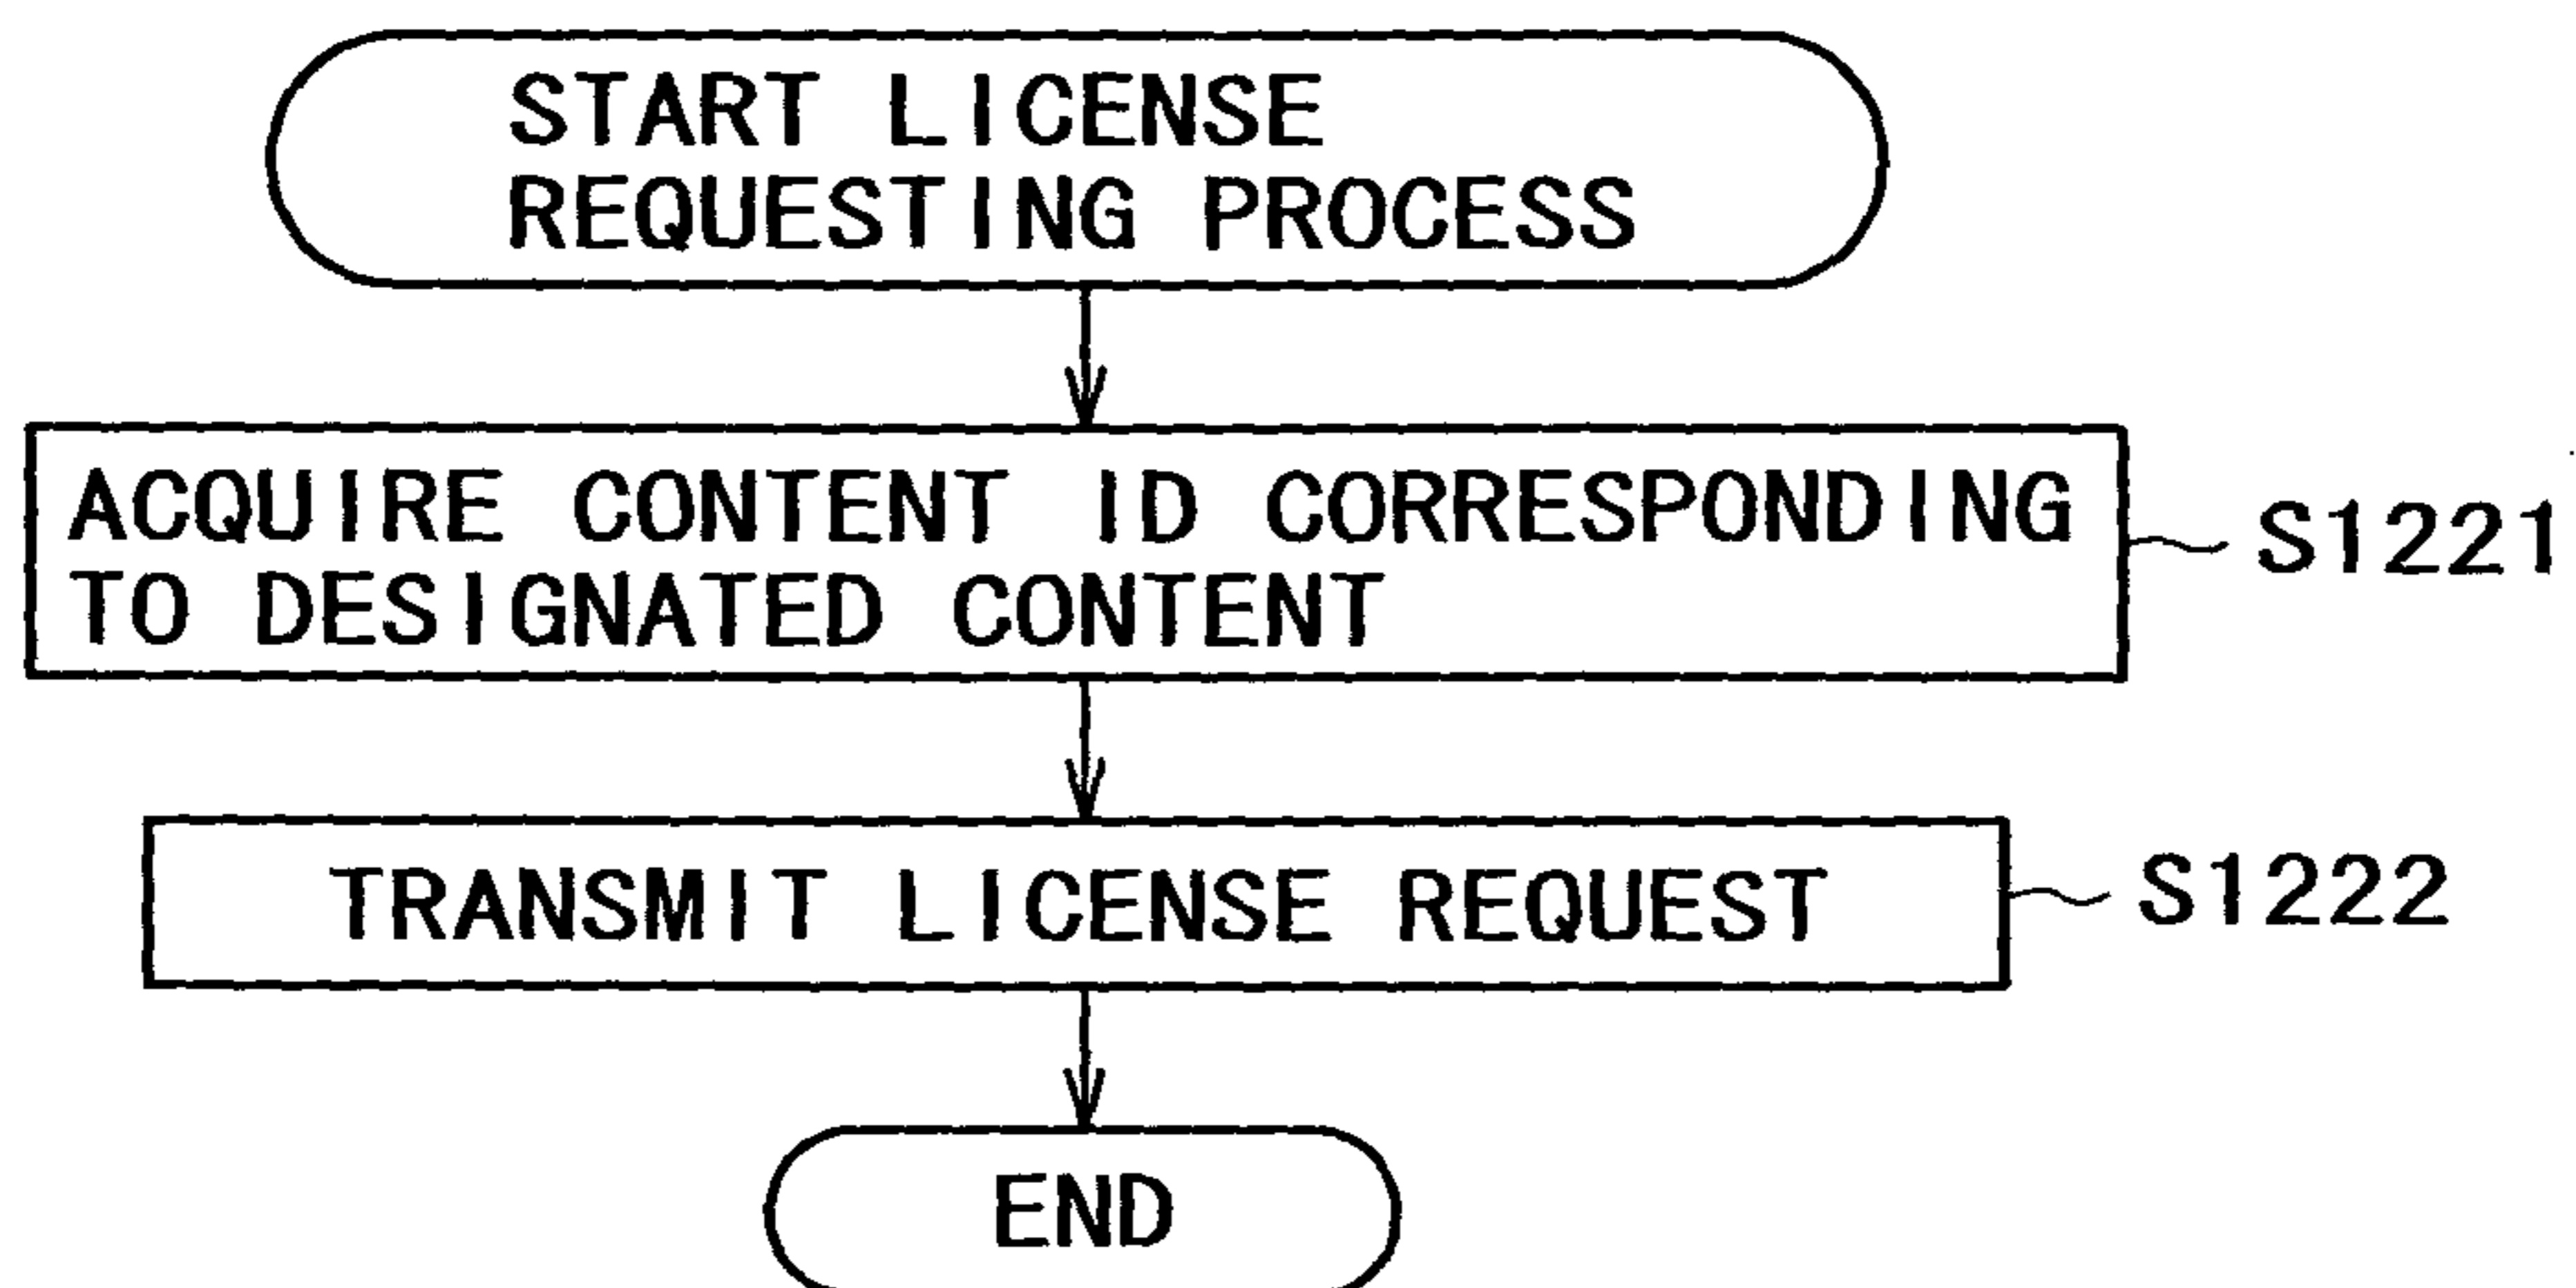 START LICENSE
REQUESTING PROCESS
ACQUIRE CONTENT ID CORRESPONDING
TO DESIGNATED CONTENT
S1221
TRANSMIT LICENSE REQUEST
S1222
END